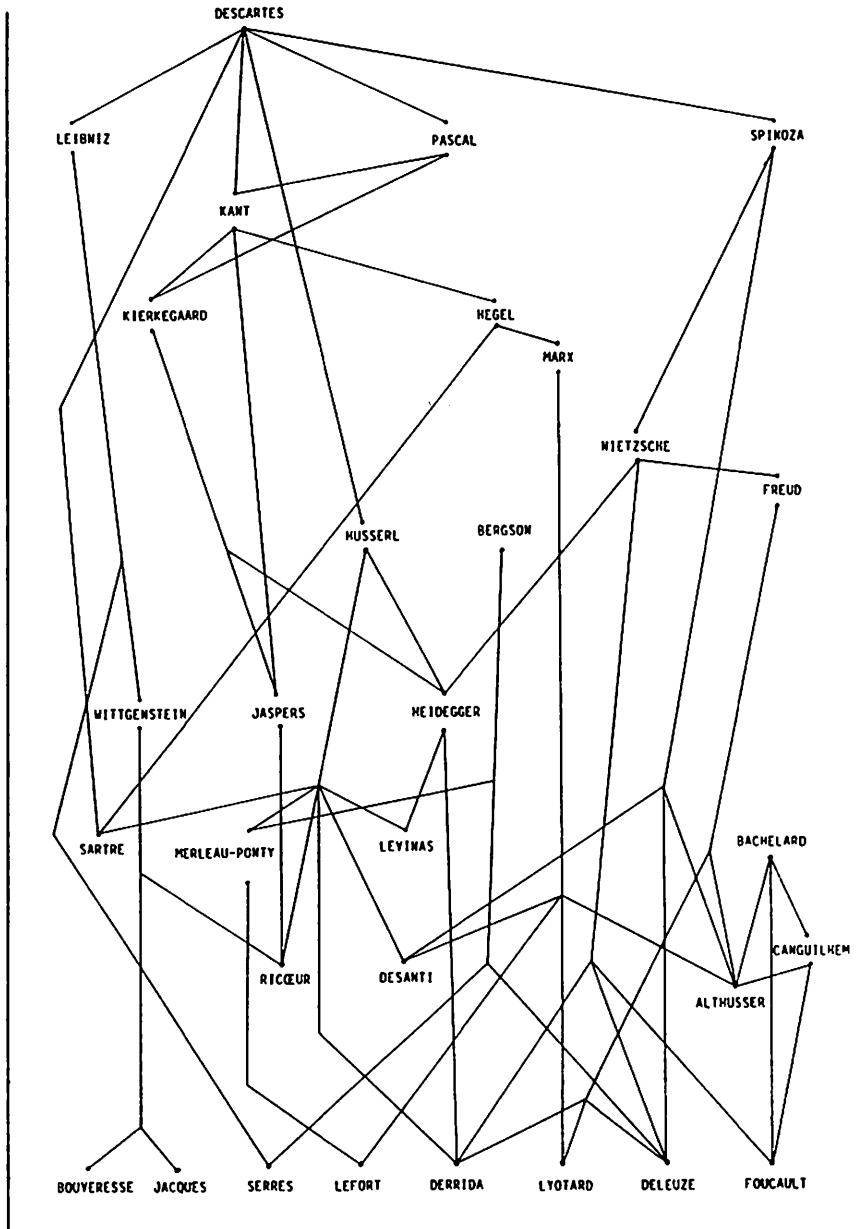 DESCARTES
LEIBNIZ
PASCAL
SPIKOZA
KANT
KIERKEGAARD
HEGEL
MARX
NIETZSCHE
FREUD
HUSSERL
BERGSON
WITTGENSTEIN
JASPERS
HEIDEGGER
SARTRE
MERLEAU-PONTY
LEVINAS
BACHELARD
RICŒUR
DESANTI
CANGUILHEM
ALTHUSSER
BOUVERESSE
JACQUES
SERRES
LEFORT
DERRIDA
LYOTARD
DELEUZE
FOUCAULT